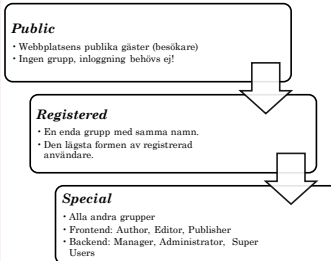 Public
• Webbplatsens publika gäster (besökare)
• Ingen grupp, inloggning behövs ej!
Registered
• En enda grupp med samma namn.
• Den lägsta formen av registrerad
användare.
Special
• Alla andra grupper
• Frontend: Author, Editor, Publisher
• Backend: Manager, Administrator, Super
Users